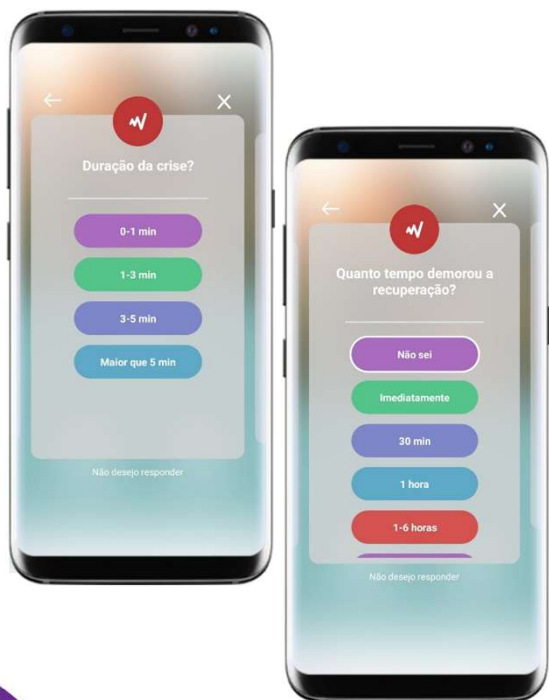 Duração da crise?
0-1 min
1-3 min
3-5 min
Maior que 5 min
Não desejo responder
Quanto tempo demorou a
recuperação?
Não sei
Imediatamente
30 min
1 hora
1-6 horas
Não desejo responder